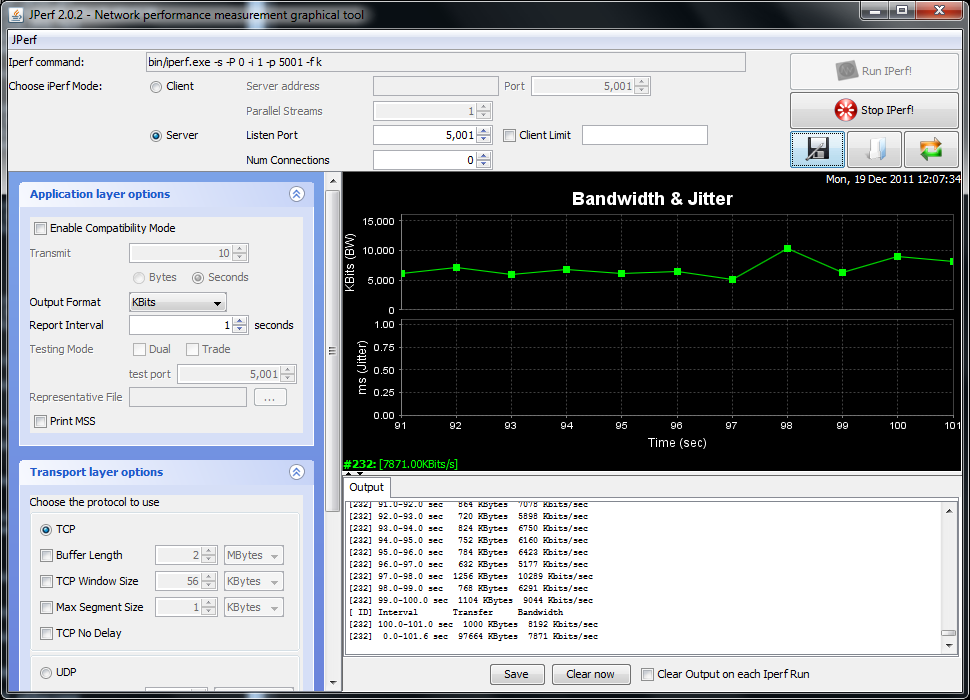 JPerf 2.0.2 - Network performance measurement graphical tool
JPerf
Iperf command:
bin/iperf.exe -s -P 0 -i 1 -p 5001 -f k
Run IPerf!
Choose iPerf Mode:
Client
Server address
Port
5,001
Parallel Streams
1
Stop IPerf!
Server
Listen Port
5,001
Client Limit
Num Connections
0
Application layer options
Enable Compatibility Mode
Transmit
10
Bytes
Seconds
Output Format
KBits
Report Interval
1
seconds
Testing Mode
Dual
Trade
test port
5,001
Representative File
...
Print MSS
Transport layer options
Choose the protocol to use
TCP
Buffer Length
2
MBytes
TCP Window Size
56
KBytes
Max Segment Size
1
KBytes
TCP No Delay
UDP
Mon, 19 Dec 2011 12:07:34
Bandwidth & Jitter
KBits (BW)
15,000
10,000
5,000
0
ms (Jitter)
1.00
0.75
0.50
0.25
0.00
91 92 93 94 95 96 97 98 99 100 101
Time (sec)
#232: [7871.00KBits/s]
Output
[232] 91.0-92.0 sec 864 KBytes 7078 Kbits/sec
[232] 92.0-93.0 sec 720 KBytes 5898 Kbits/sec
[232] 93.0-94.0 sec 824 KBytes 6750 Kbits/sec
[232] 94.0-95.0 sec 752 KBytes 6160 Kbits/sec
[232] 95.0-96.0 sec 784 KBytes 6423 Kbits/sec
[232] 96.0-97.0 sec 632 KBytes 5177 Kbits/sec
[232] 97.0-98.0 sec 1256 KBytes 10289 Kbits/sec
[232] 98.0-99.0 sec 768 KBytes 6291 Kbits/sec
[232] 99.0-100.0 sec 1104 KBytes 9044 Kbits/sec
[ ID] Interval Transfer Bandwidth
[232] 100.0-101.0 sec 1000 KBytes 8192 Kbits/sec
[232] 0.0-101.6 sec 97664 KBytes 7871 Kbits/sec
Save
Clear now
Clear Output on each Iperf Run